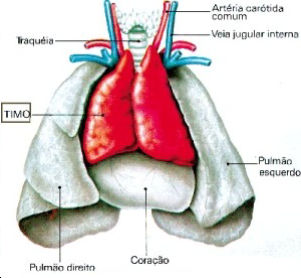 Artéria carótida
comum
Veia jugular interna
Traquéia
TIMO
Pulmão
esquerdo
Coração
Pulmão direito